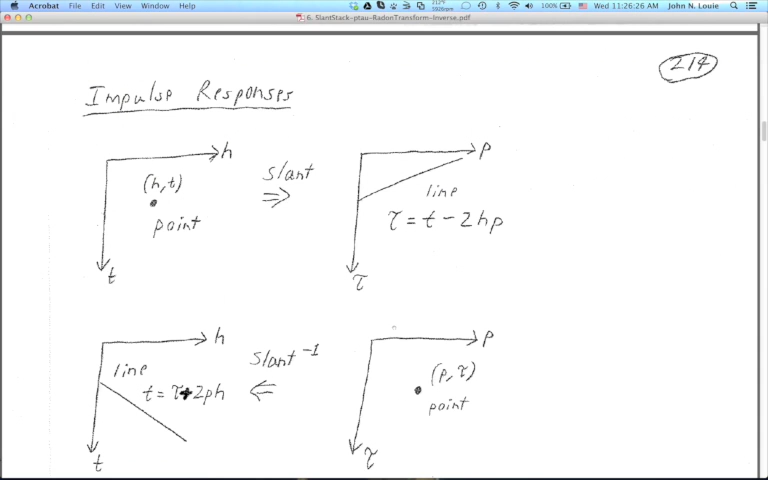 Acrobat File Edit View Window Help
100% Wed 11:26:26 AM John N. Louie
6. SlantStack-ptau-RadonTransform-Inverse.pdf
214
Impulse Responses
h
(h,t)
point
t
slant
⇒
p
line
τ = t - 2hp
τ
h
line
t = τ + 2ph
t
slant⁻¹
⇐
p
(p,τ)
point
τ